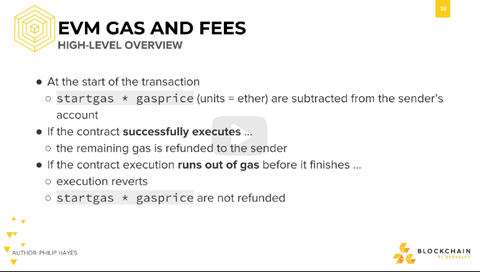 38
EVM GAS AND FEES
HIGH-LEVEL OVERVIEW
● At the start of the transaction
○ startgas * gasprice (units = ether) are subtracted from the sender's
account
● If the contract successfully executes ...
○ the remaining gas is refunded to the sender
● If the contract execution runs out of gas before it finishes ...
○ execution reverts
○ startgas * gasprice are not refunded
AUTHOR: PHILIP HAYES
BLOCKCHAIN
AT BERKELEY